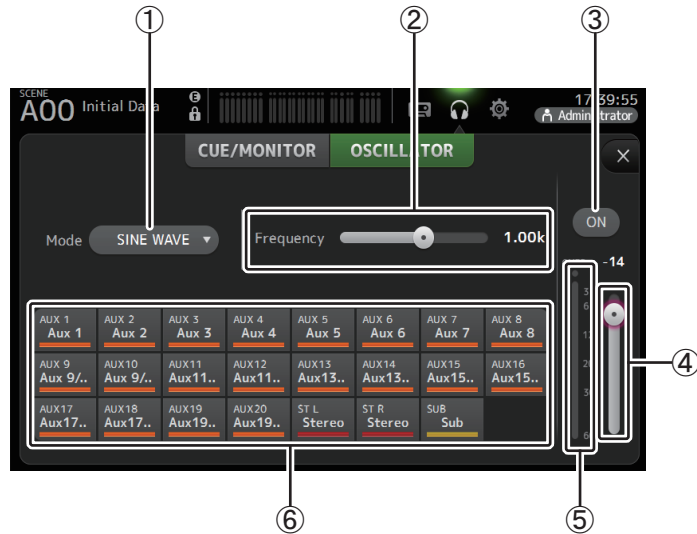 ① ② ③
SCENE
A00 Initial Data
E
17:39:55
Administrator
CUE/MONITOR OSCILLATOR
×
Mode SINE WAVE ▼
Frequency 1.00k
ON
-14
3
6
20
④
AUX 1 AUX 2 AUX 3 AUX 4 AUX 5 AUX 6 AUX 7 AUX 8
Aux 1 Aux 2 Aux 3 Aux 4 Aux 5 Aux 6 Aux 7 Aux 8
AUX 9 AUX10 AUX11 AUX12 AUX13 AUX14 AUX15 AUX16
Aux 9/.. Aux 9/.. Aux11.. Aux11.. Aux13.. Aux13.. Aux15.. Aux15..
AUX17 AUX18 AUX19 AUX20 ST L ST R SUB
Aux17.. Aux17.. Aux19.. Aux19.. Stereo Stereo Sub
⑥ ⑤